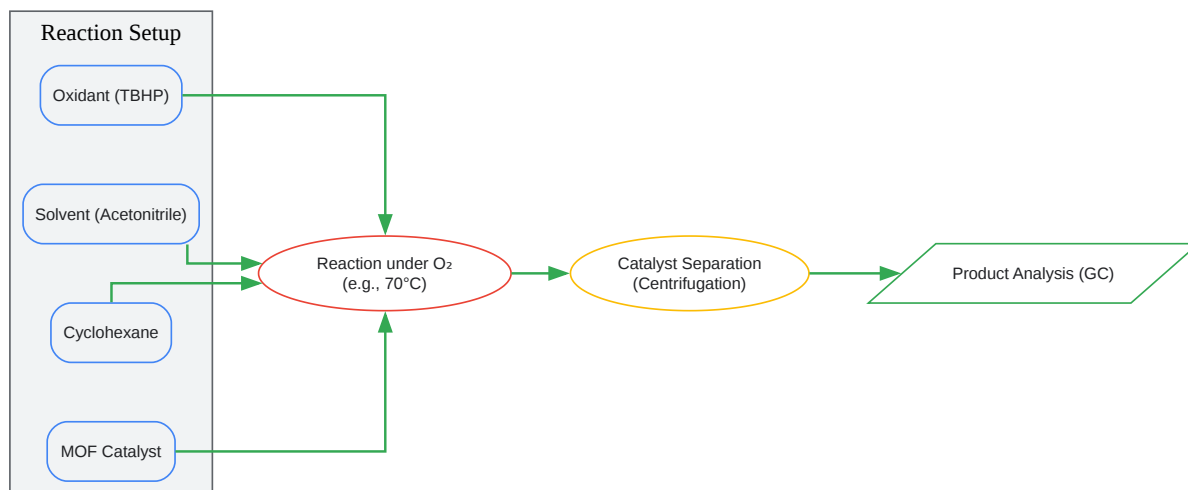 Reaction Setup
Oxidant (TBHP)
Solvent (Acetonitrile)
Cyclohexane
MOF Catalyst
Reaction under O₂
(e.g., 70°C)
Catalyst Separation
(Centrifugation)
Product Analysis (GC)